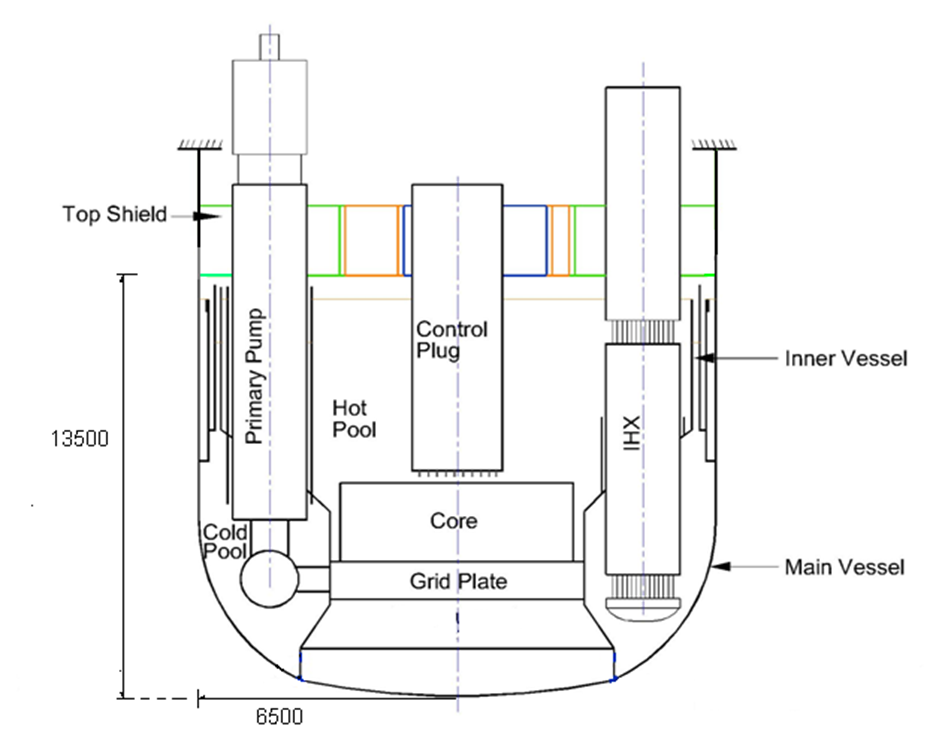 Top Shield
Primary Pump
Control
Plug
Inner Vessel
Hot
Pool
IHX
13500
Core
Cold
Pool
Grid Plate
Main Vessel
6500